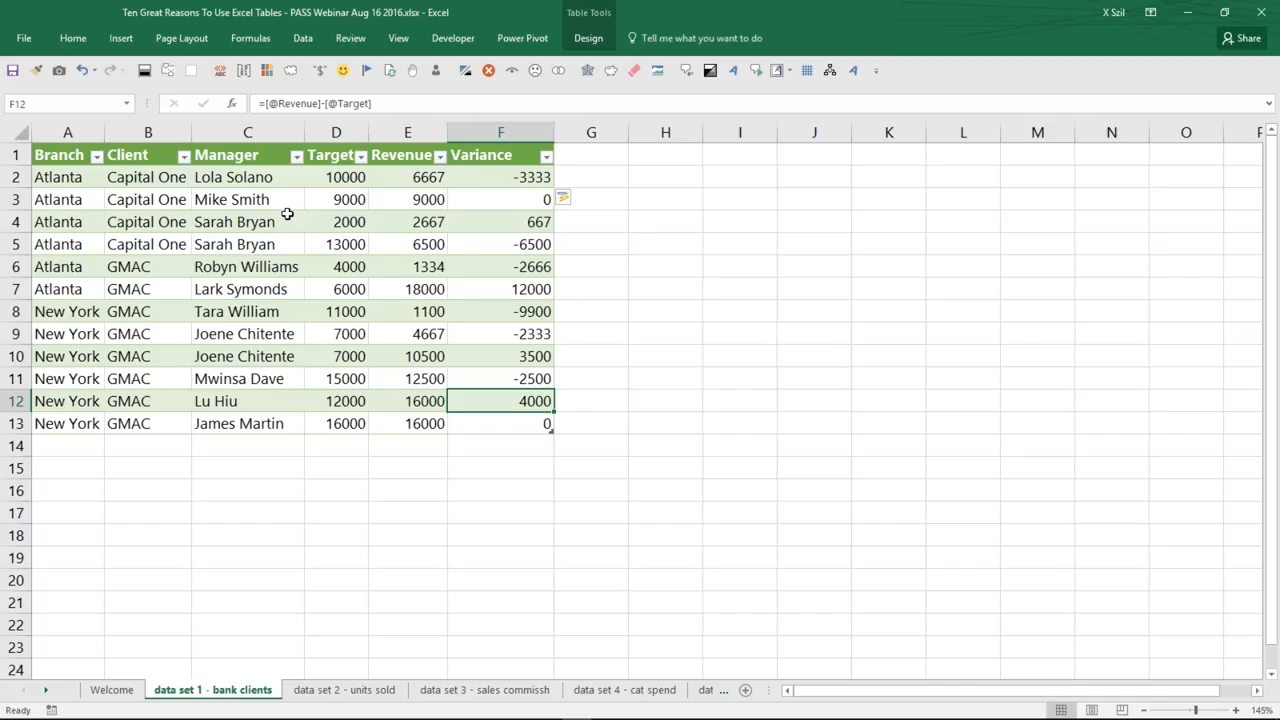 Ten Great Reasons To Use Excel Tables - PASS Webinar Aug 16 2016.xlsx - Excel
Table Tools
X Szil
File Home Insert Page Layout Formulas Data Review View Developer Power Pivot Design Tell me what you want to do Share
F12 =[@Revenue]-[@Target]
A B C D E F G H I J K L M N O P
1 Branch Client Manager Target Revenue Variance
2 Atlanta Capital One Lola Solano 10000 6667 -3333
3 Atlanta Capital One Mike Smith 9000 9000 0
4 Atlanta Capital One Sarah Bryan 2000 2667 667
5 Atlanta Capital One Sarah Bryan 13000 6500 -6500
6 Atlanta GMAC Robyn Williams 4000 1334 -2666
7 Atlanta GMAC Lark Symonds 6000 18000 12000
8 New York GMAC Tara William 11000 1100 -9900
9 New York GMAC Joene Chitente 7000 4667 -2333
10 New York GMAC Joene Chitente 7000 10500 3500
11 New York GMAC Mwinsa Dave 15000 12500 -2500
12 New York GMAC Lu Hiu 12000 16000 4000
13 New York GMAC James Martin 16000 16000 0
14
15
16
17
18
19
20
21
22
23
24
Welcome data set 1 - bank clients data set 2 - units sold data set 3 - sales commissh data set 4 - cat spend dat ...
Ready 145%